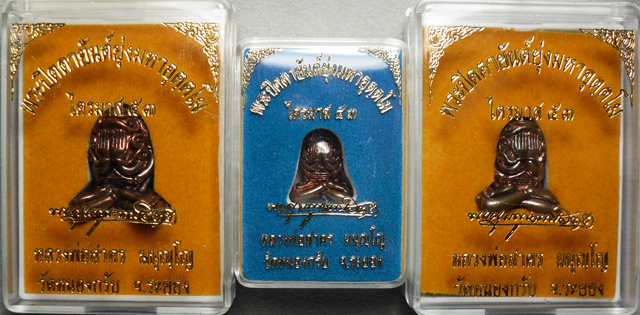 พระปิดตายันต์ยุ่งมหาอุตตโม
ไตรมาส ๕๓
หลวงพ่อสาคร มนุญโญ
วัดหนองกรับ จ.ระยอง
พระปิดตายันต์ยุ่งมหาอุตตโม
ไตรมาส ๕๓
หลวงพ่อสาคร มนุญโญ
วัดหนองกรับ จ.ระยอง
พระปิดตายันต์ยุ่งมหาอุตตโม
ไตรมาส ๕๓
หลวงพ่อสาคร มนุญโญ
วัดหนองกรับ จ.ระยอง